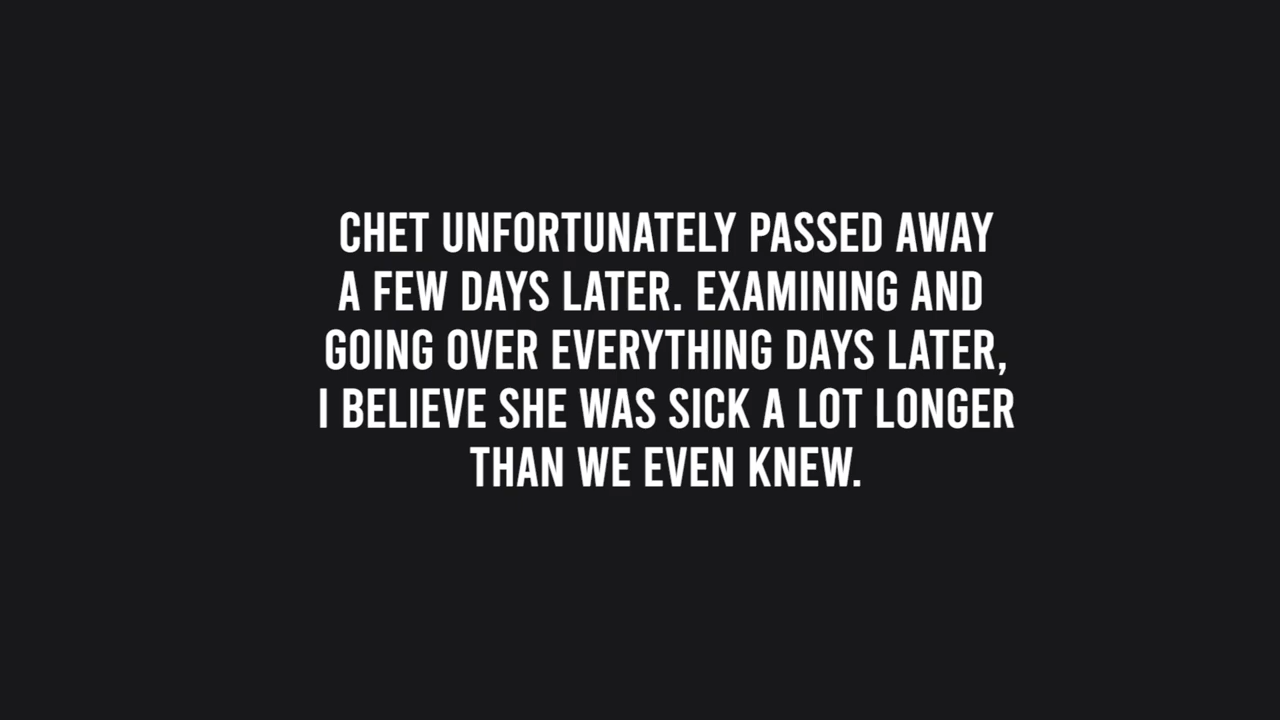 CHET UNFORTUNATELY PASSED AWAY
A FEW DAYS LATER. EXAMINING AND
GOING OVER EVERYTHING DAYS LATER,
I BELIEVE SHE WAS SICK A LOT LONGER
THAN WE EVEN KNEW.